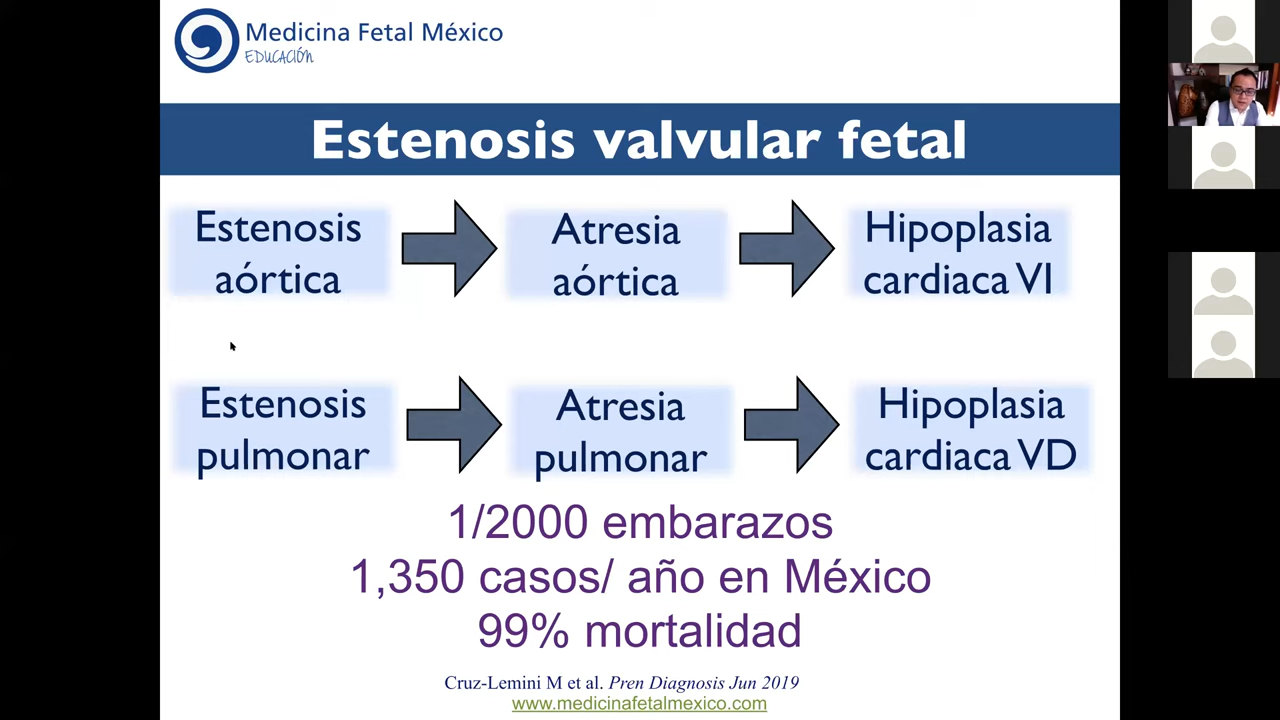 Medicina Fetal México
EDUCACIÓN
Estenosis valvular fetal
Estenosis
aórtica
Atresia
aórtica
Hipoplasia
cardiaca VI
Estenosis
pulmonar
Atresia
pulmonar
Hipoplasia
cardiaca VD
1/2000 embarazos
1,350 casos/ año en México
99% mortalidad
Cruz-Lemini M et al. Pren Diagnosis Jun 2019
www.medicinafetalmexico.com